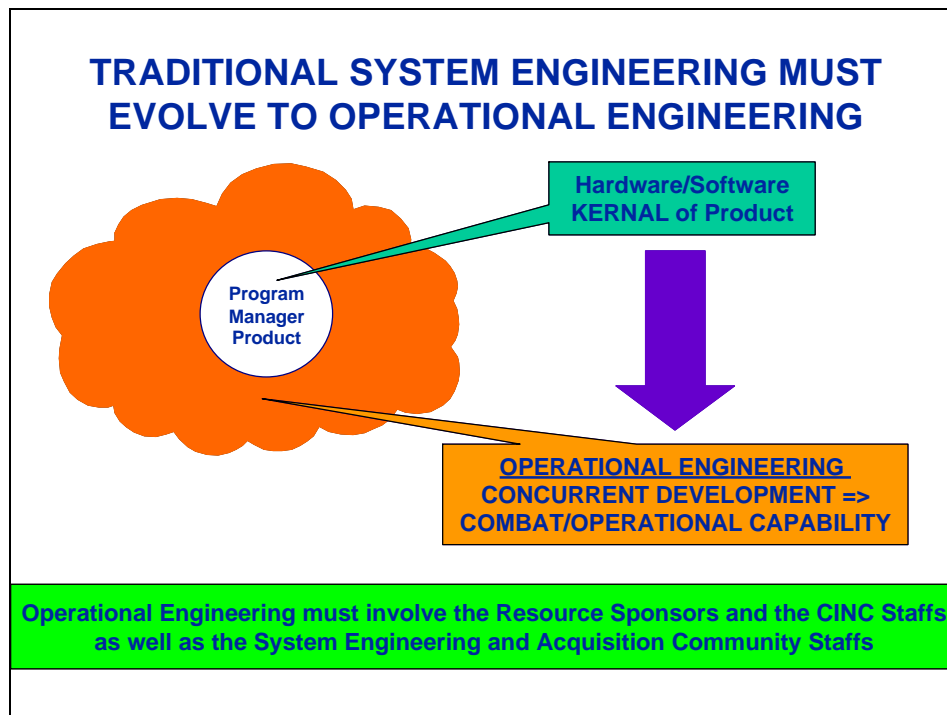 TRADITIONAL SYSTEM ENGINEERING MUST
EVOLVE TO OPERATIONAL ENGINEERING
Hardware/Software
KERNAL of Product
Program
Manager
Product
OPERATIONAL ENGINEERING
CONCURRENT DEVELOPMENT =>
COMBAT/OPERATIONAL CAPABILITY
Operational Engineering must involve the Resource Sponsors and the CINC Staffs
as well as the System Engineering and Acquisition Community Staffs